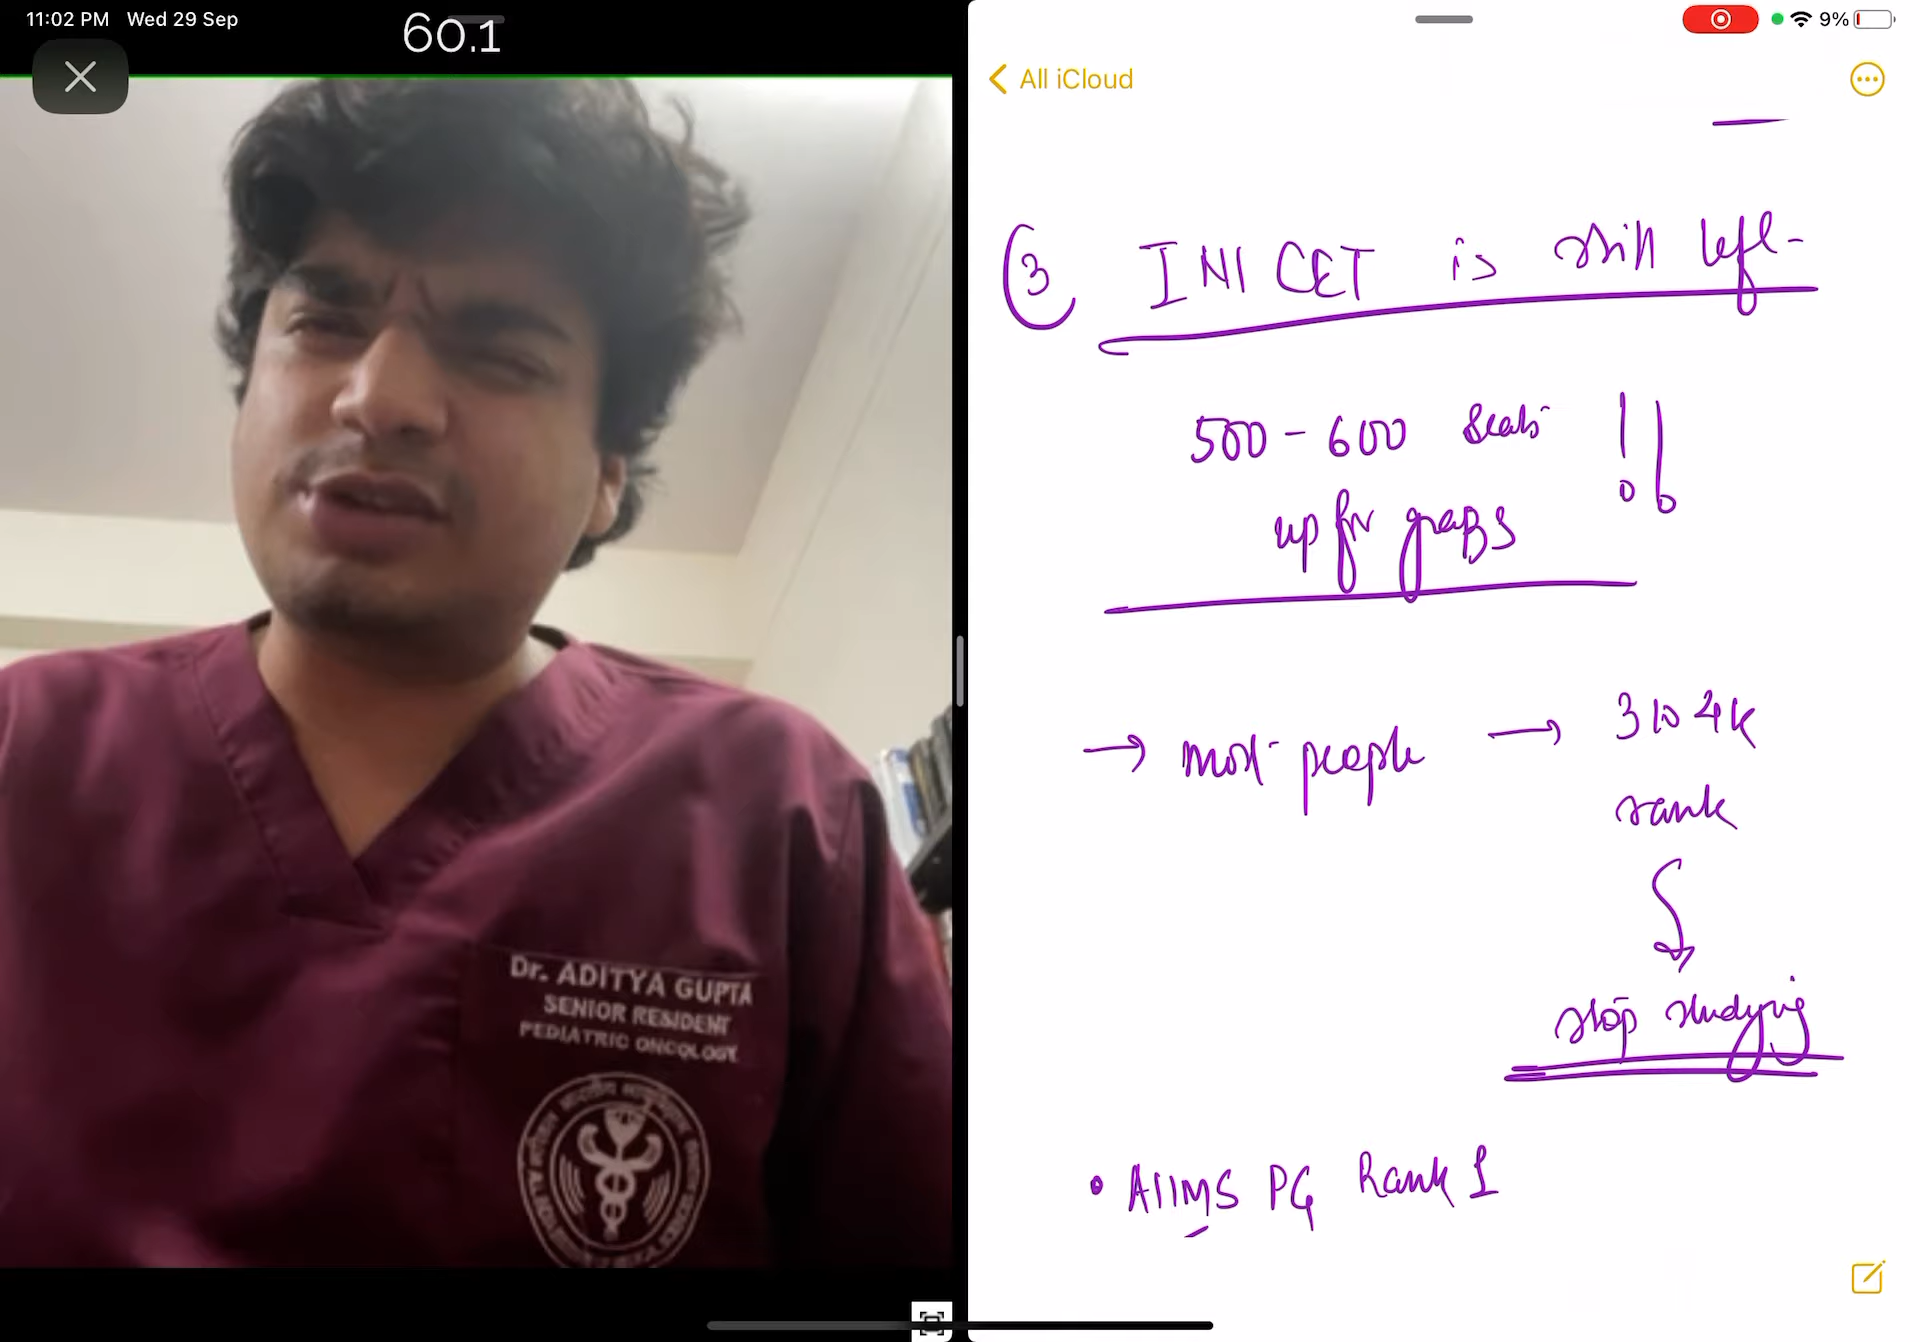 11:02 PM Wed 29 Sep
60.1
9%
All iCloud
3 INI CET is still left
500-600 seats !!
up for grabs
→ most people → 3 to 4k
rank
stop studying
• AIIMS PG Rank 1
Dr. ADITYA GUPTA
SENIOR RESIDENT
PEDIATRIC ONCOLOGY